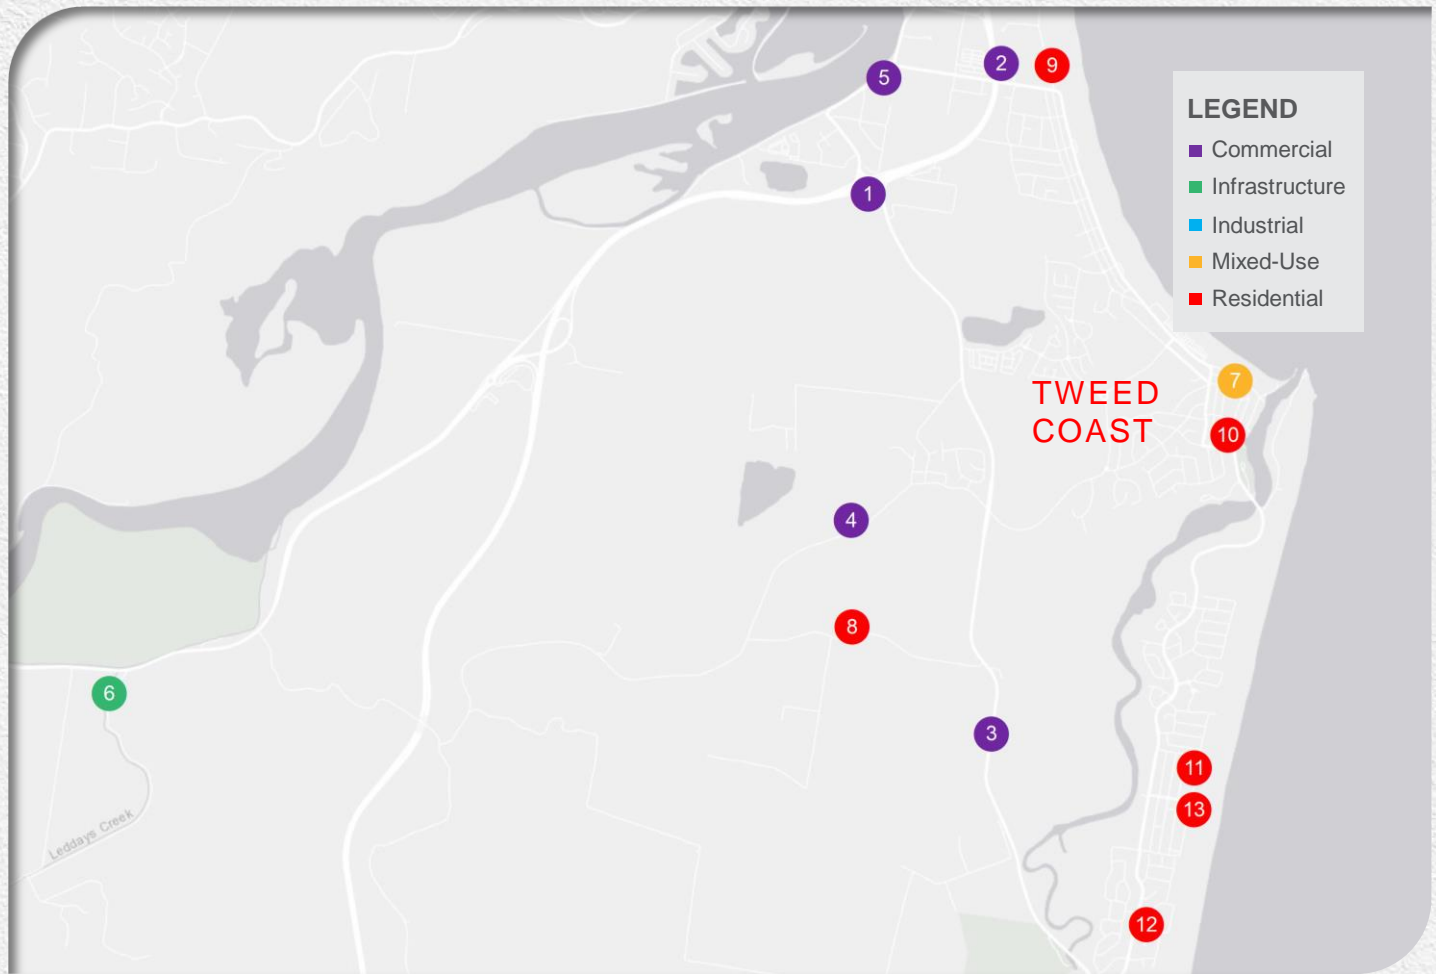 5
2
9
LEGEND
Commercial
Infrastructure
Industrial
Mixed-Use
Residential
1
7
TWEED
COAST
10
4
8
6
3
11
13
Leddays Creek
12